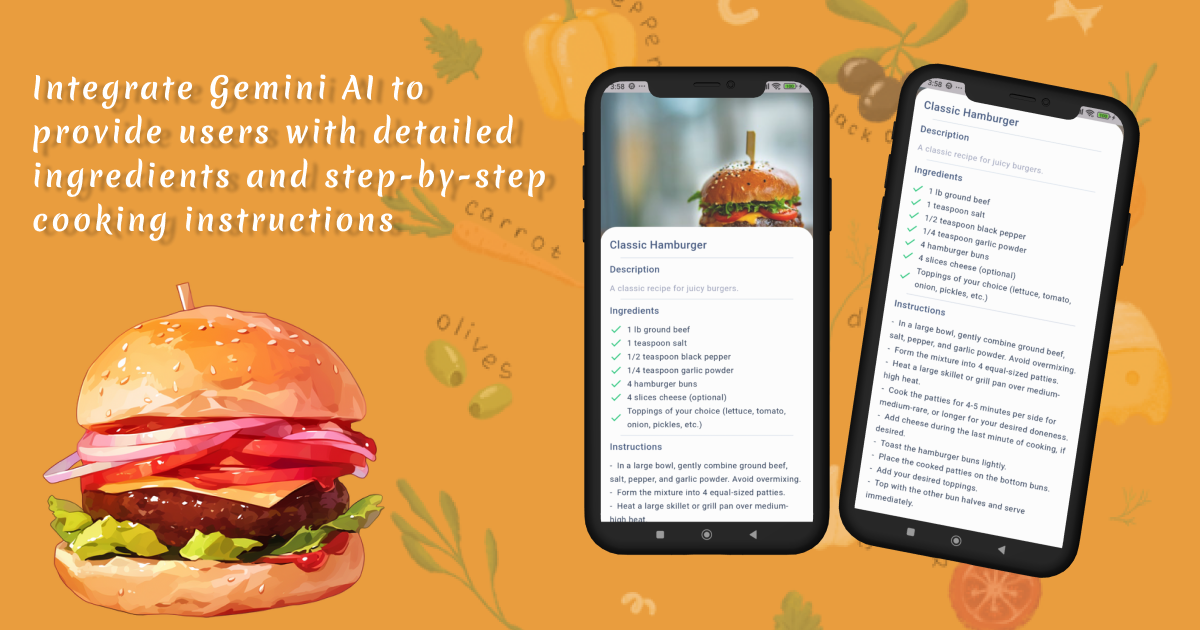 Integrate Gemini AI to
provide users with detailed
ingredients and step-by-step
cooking instructions
carrot
olives
3:58
Classic Hamburger
Description
A classic recipe for juicy burgers.
Ingredients
1 lb ground beef
1 teaspoon salt
1/2 teaspoon black pepper
1/4 teaspoon garlic powder
4 hamburger buns
4 slices cheese (optional)
Toppings of your choice (lettuce, tomato,
onion, pickles, etc.)
Instructions
- In a large bowl, gently combine ground beef,
salt, pepper, and garlic powder. Avoid overmixing.
- Form the mixture into 4 equal-sized patties.
- Heat a large skillet or grill pan over medium-
high heat.
3:58
Classic Hamburger
Description
A classic recipe for juicy burgers.
Ingredients
1 lb ground beef
1 teaspoon salt
1/2 teaspoon black pepper
1/4 teaspoon garlic powder
4 hamburger buns
4 slices cheese (optional)
Toppings of your choice (lettuce, tomato,
onion, pickles, etc.)
Instructions
- In a large bowl, gently combine ground beef,
salt, pepper, and garlic powder. Avoid overmixing.
- Form the mixture into 4 equal-sized patties.
- Heat a large skillet or grill pan over medium-
high heat.
- Cook the patties for 4-5 minutes per side for
medium-rare, or longer for your desired doneness.
- Add cheese during the last minute of cooking, if
desired.
- Toast the hamburger buns lightly.
- Place the cooked patties on the bottom buns.
- Add your desired toppings.
- Top with the other bun halves and serve
immediately.